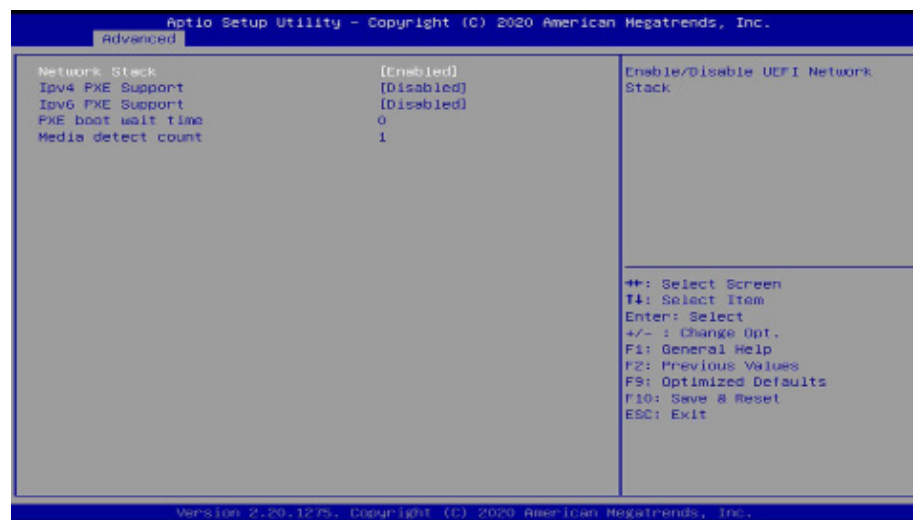 Aptio Setup Utility – Copyright (C) 2020 American Megatrends, Inc.
Advanced
Network Stack [Enabled]
Ipv4 PXE Support [Disabled]
Ipv6 PXE Support [Disabled]
PXE boot wait time 0
Media detect count 1
Enable/Disable UEFI Network
Stack
→←: Select Screen
↑↓: Select Item
Enter: Select
+/- : Change Opt.
F1: General Help
F2: Previous Values
F9: Optimized Defaults
F10: Save & Reset
ESC: Exit
Version 2.20.1275. Copyright (C) 2020 American Megatrends, Inc.